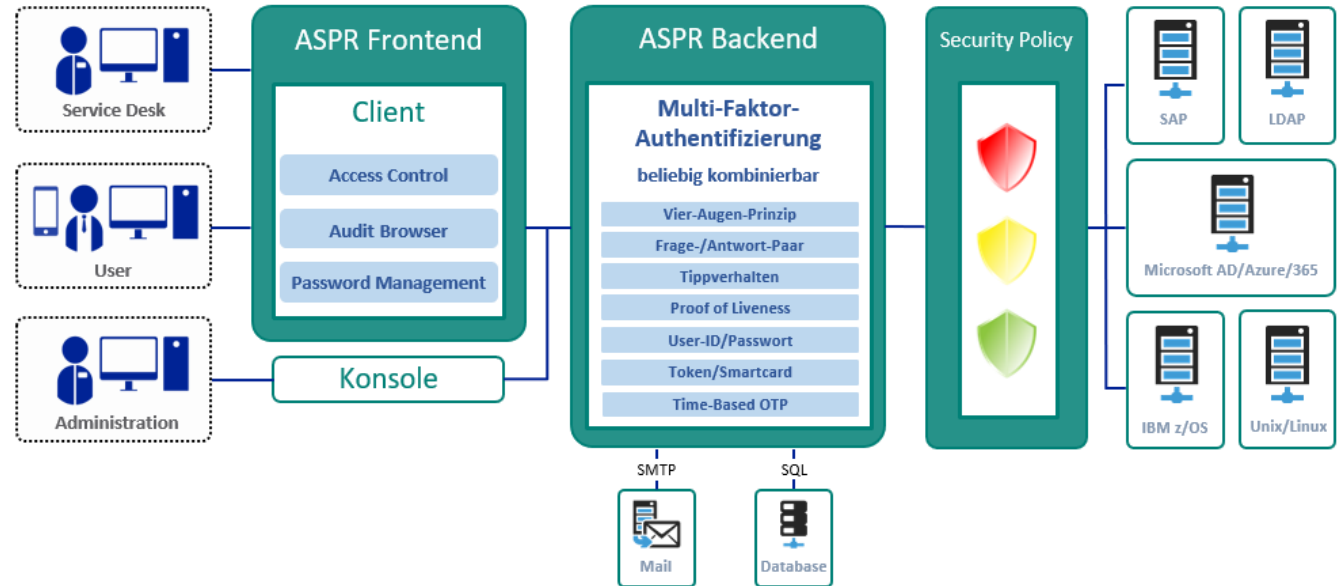 Service Desk
User
Administration
ASPR Frontend
Client
Access Control
Audit Browser
Password Management
Konsole
ASPR Backend
Multi-Faktor-
Authentifizierung
beliebig kombinierbar
Vier-Augen-Prinzip
Frage-/Antwort-Paar
Tippverhalten
Proof of Liveness
User-ID/Passwort
Token/Smartcard
Time-Based OTP
SMTP
SQL
Mail
Database
Security Policy
SAP
LDAP
Microsoft AD/Azure/365
IBM z/OS
Unix/Linux